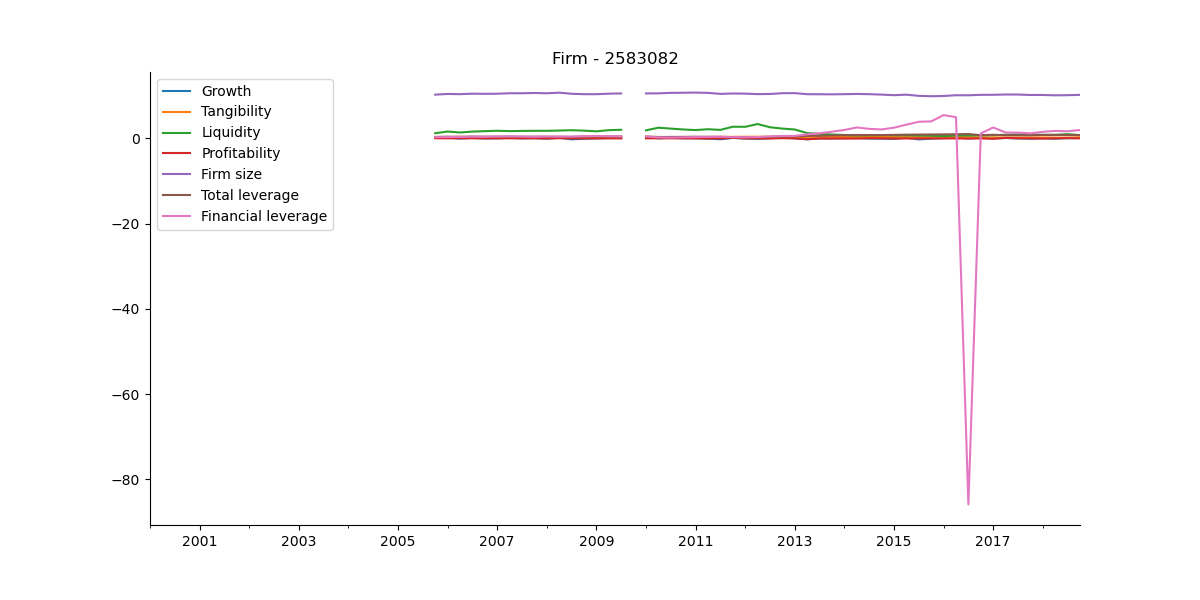 Firm - 2583082
Growth
Tangibility
Liquidity
Profitability
Firm size
Total leverage
Financial leverage
0
−20
−40
−60
−80
2001 2003 2005 2007 2009 2011 2013 2015 2017